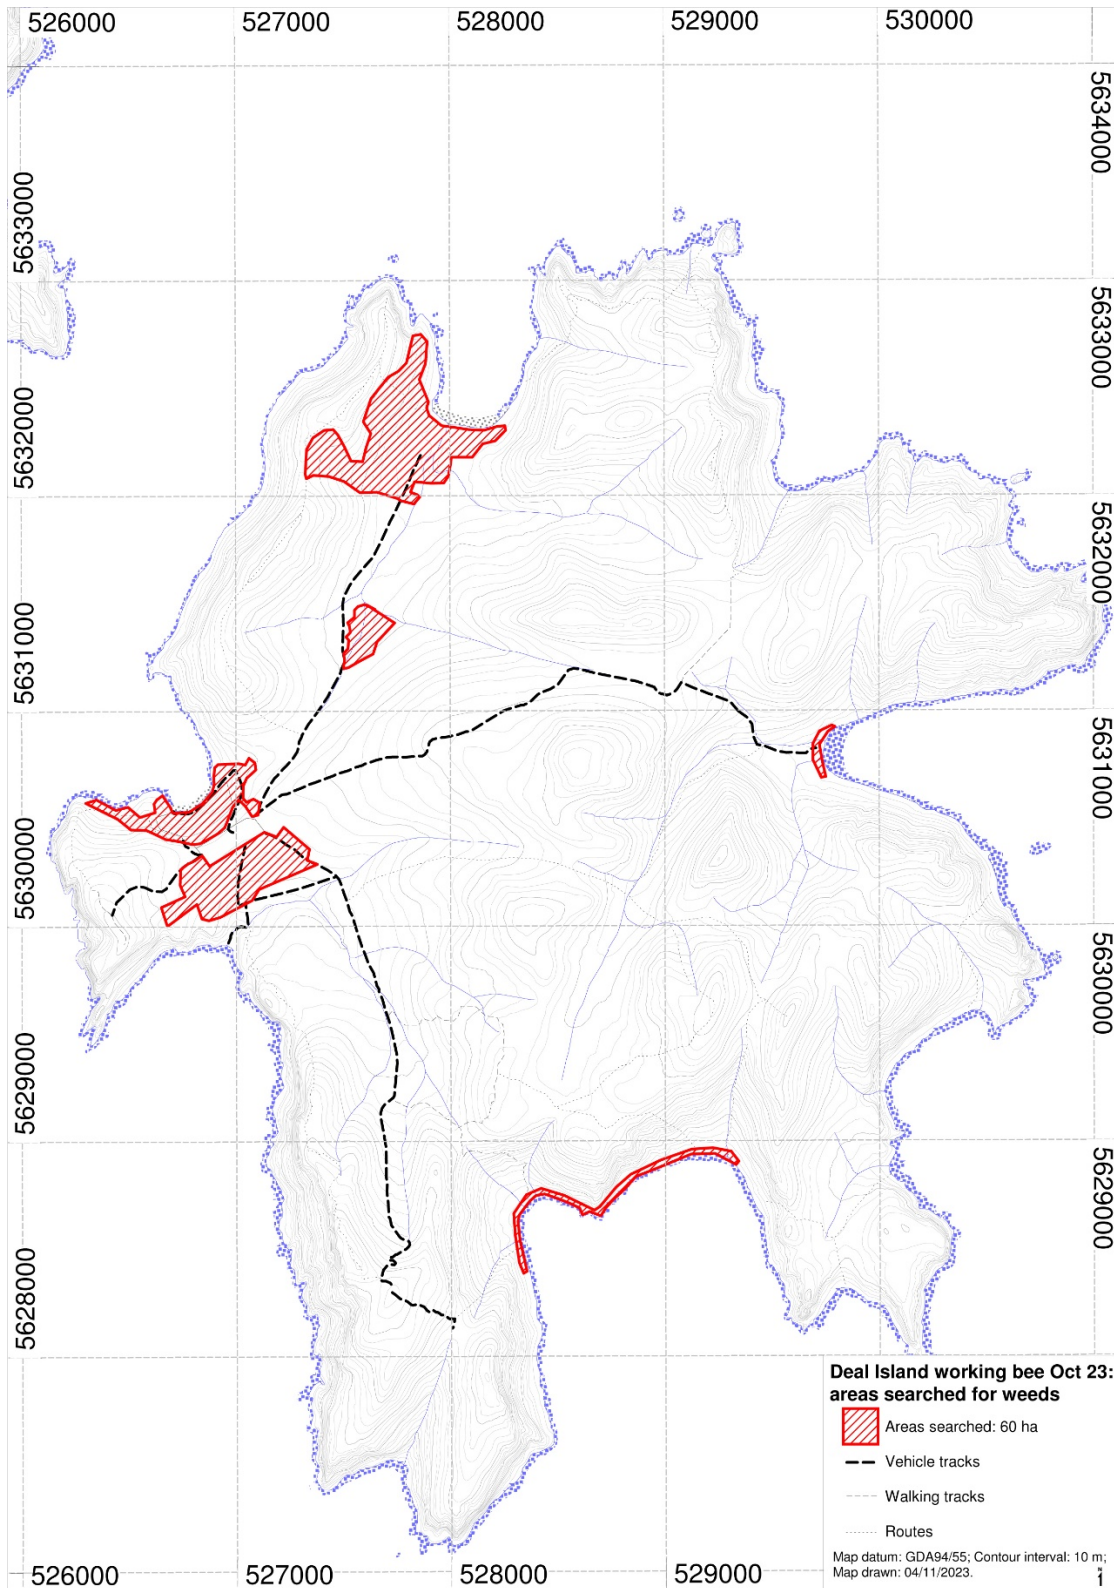 526000 527000 528000 529000 530000
5634000
5633000
5633000
5632000
5632000
5631000
5631000
5630000
5630000
5629000
5629000
5628000
Deal Island working bee Oct 23:
areas searched for weeds
Areas searched: 60 ha
Vehicle tracks
Walking tracks
Routes
Map datum: GDA94/55; Contour interval: 10 m;
Map drawn: 04/11/2023.
526000 527000 528000 529000